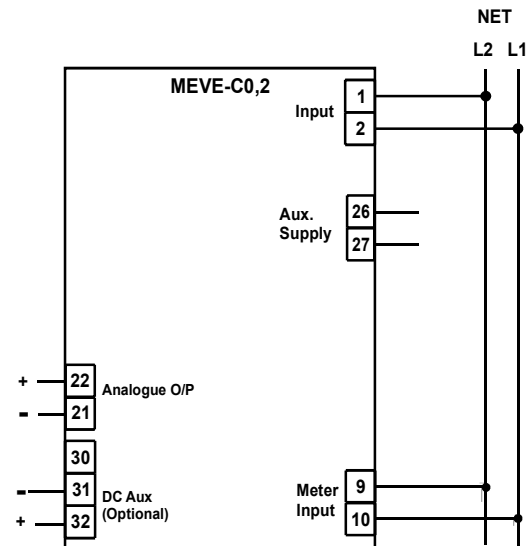 NET
L2 L1
MEVE-C0,2
Input
1
2
Aux.
Supply
26
27
+ 22 Analogue O/P
- 21
30
- 31 DC Aux
+ 32 (Optional)
Meter
Input
9
10